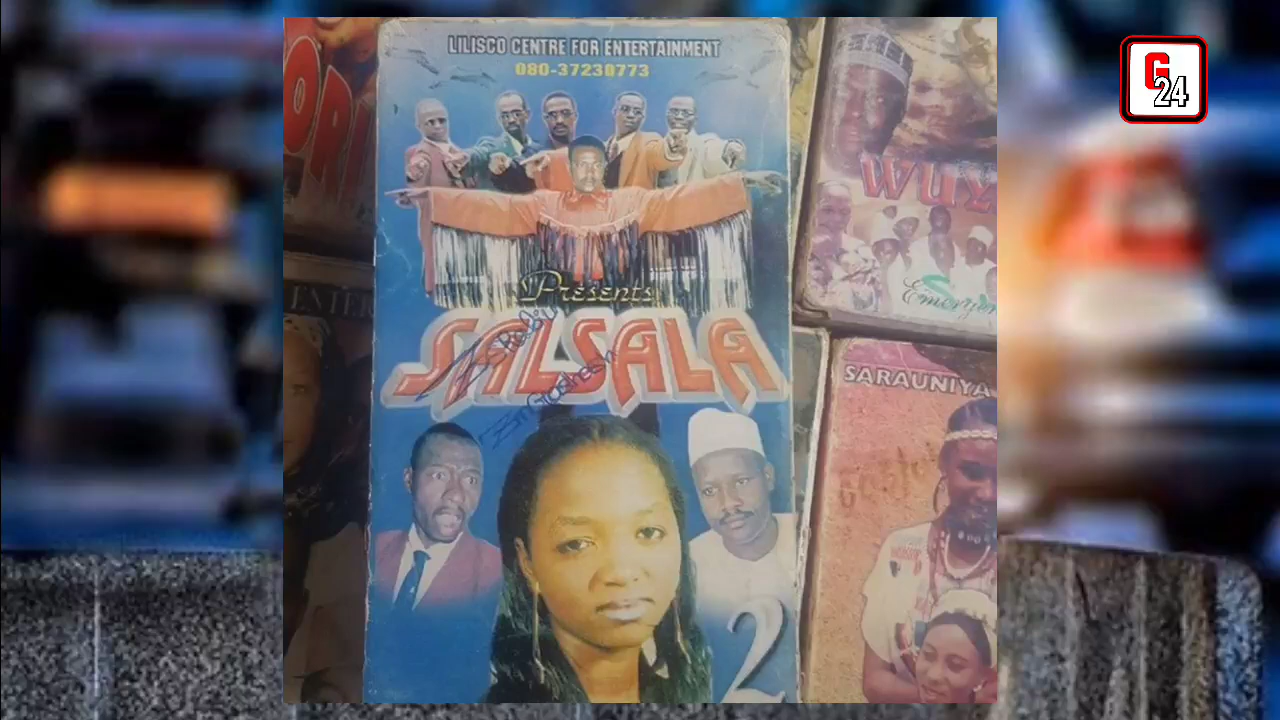 LILISCO CENTRE FOR ENTERTAINMENT
080-37230773
Presents
SALSALA
2
WUY
SARAUNIYA
C
24